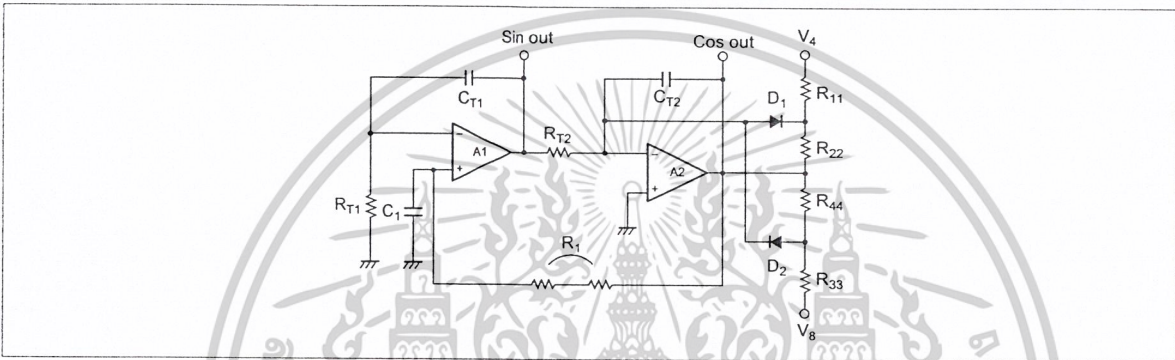 Sin out
Cos out
V4
CT1
CT2
R11
D1
A1
RT2
R22
A2
RT1
C1
R44
R1
D2
R33
V8